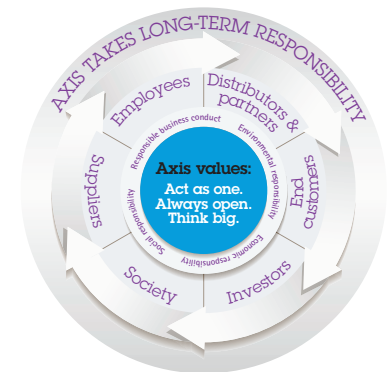 AXIS TAKES LONG-TERM RESPONSIBILITY
Employees
Distributors &
partners
End
customers
Investors
Society
Suppliers
Responsible business conduct
Environmental responsibility
Economic responsibility
Social responsibility
Axis values:
Act as one.
Always open.
Think big.